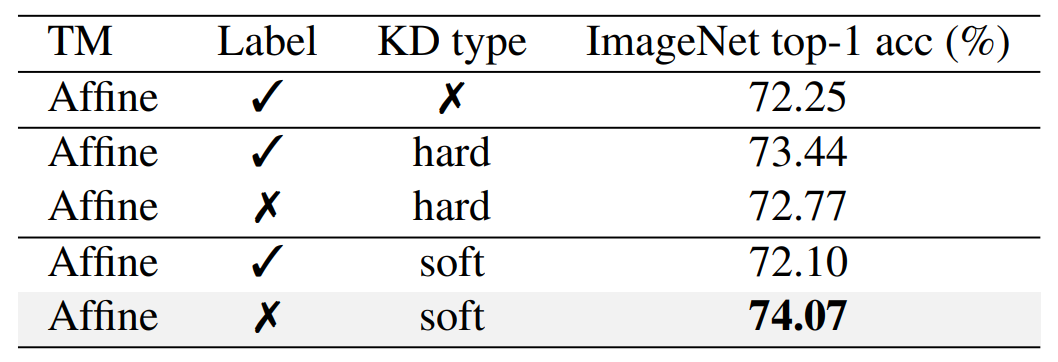 TM Label KD type ImageNet top-1 acc (%)
Affine ✓ ✗ 72.25
Affine ✓ hard 73.44
Affine ✗ hard 72.77
Affine ✓ soft 72.10
Affine ✗ soft 74.07